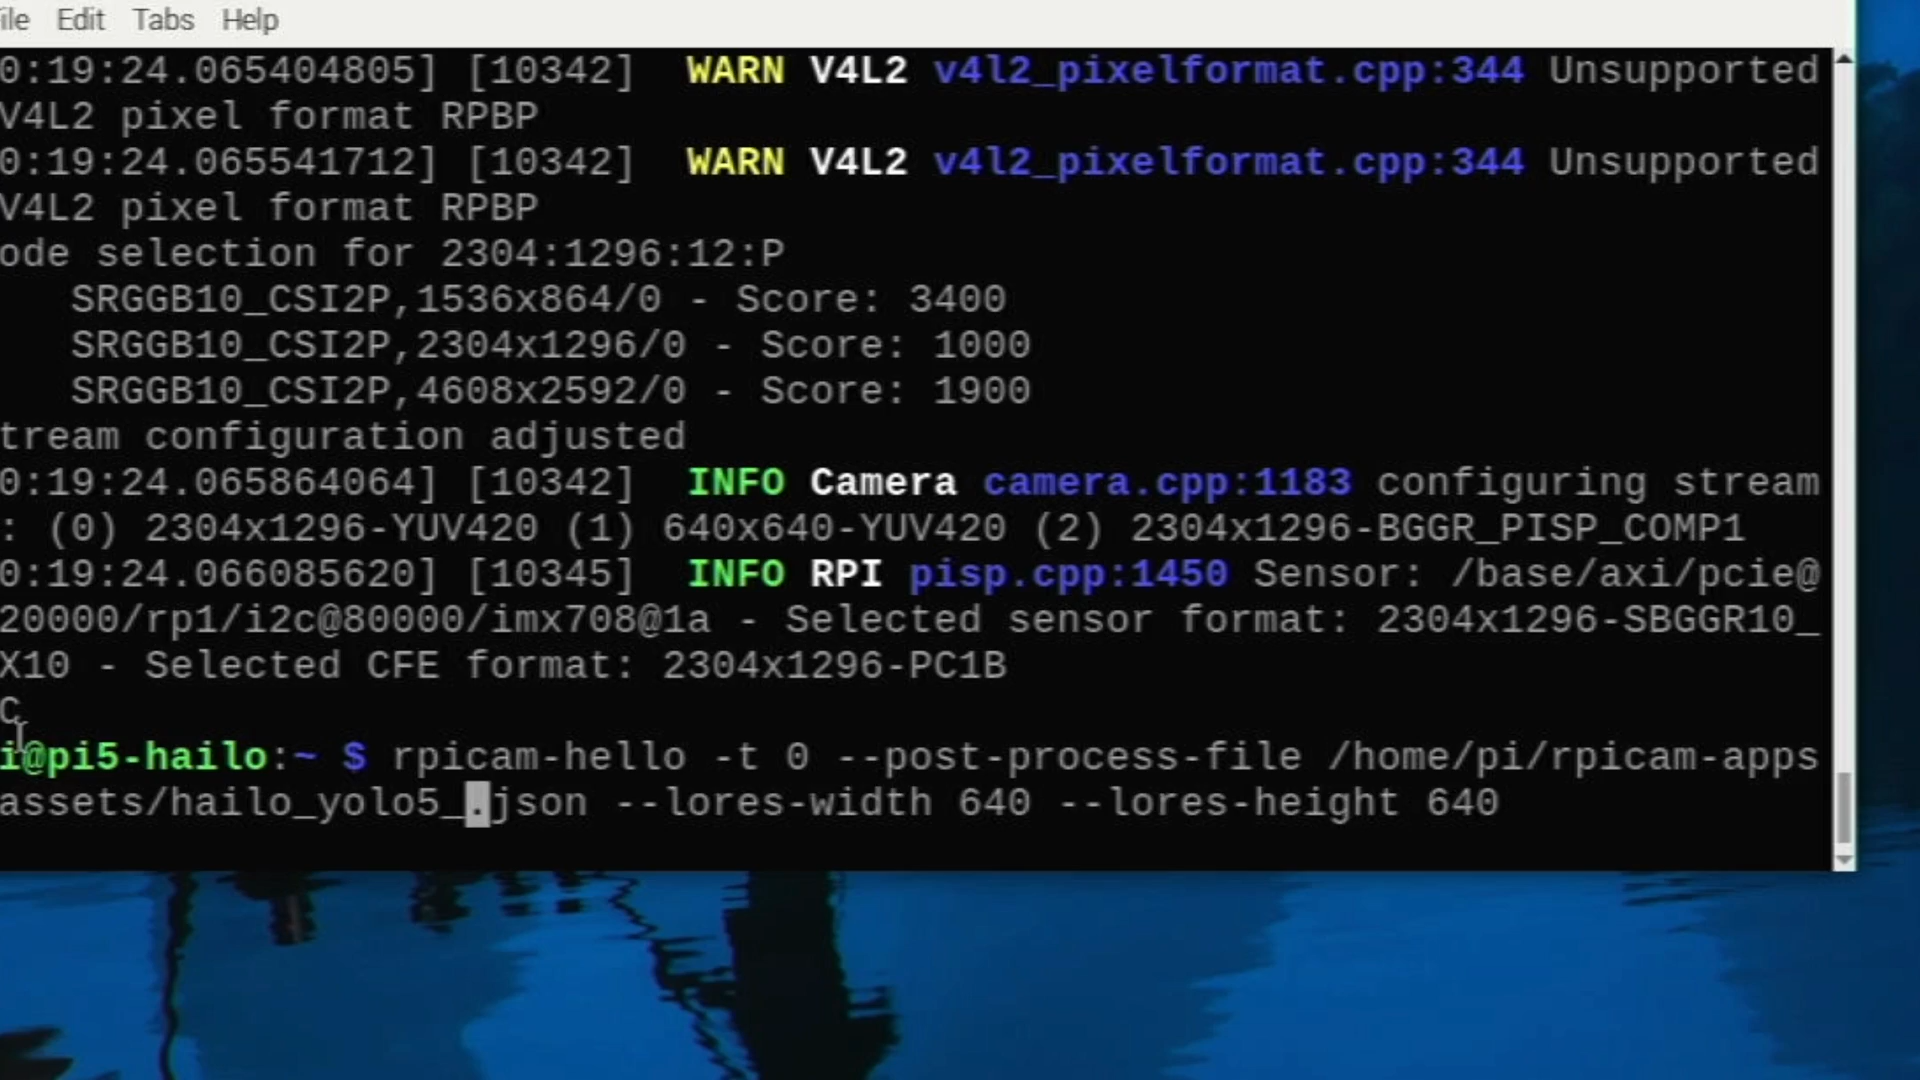 ile Edit Tabs Help
0:19:24.065404805] [10342] WARN V4L2 v4l2_pixelformat.cpp:344 Unsupported
V4L2 pixel format RPBP
0:19:24.065541712] [10342] WARN V4L2 v4l2_pixelformat.cpp:344 Unsupported
V4L2 pixel format RPBP
ode selection for 2304:1296:12:P
SRGGB10_CSI2P,1536x864/0 - Score: 3400
SRGGB10_CSI2P,2304x1296/0 - Score: 1000
SRGGB10_CSI2P,4608x2592/0 - Score: 1900
tream configuration adjusted
0:19:24.065864064] [10342] INFO Camera camera.cpp:1183 configuring stream
: (0) 2304x1296-YUV420 (1) 640x640-YUV420 (2) 2304x1296-BGGR_PISP_COMP1
0:19:24.066085620] [10345] INFO RPI pisp.cpp:1450 Sensor: /base/axi/pcie@
20000/rp1/i2c@80000/imx708@1a - Selected sensor format: 2304x1296-SBGGR10_
X10 - Selected CFE format: 2304x1296-PC1B
C
i@pi5-hailo:~ $ rpicam-hello -t 0 --post-process-file /home/pi/rpicam-apps
assets/hailo_yolo5_.json --lores-width 640 --lores-height 640